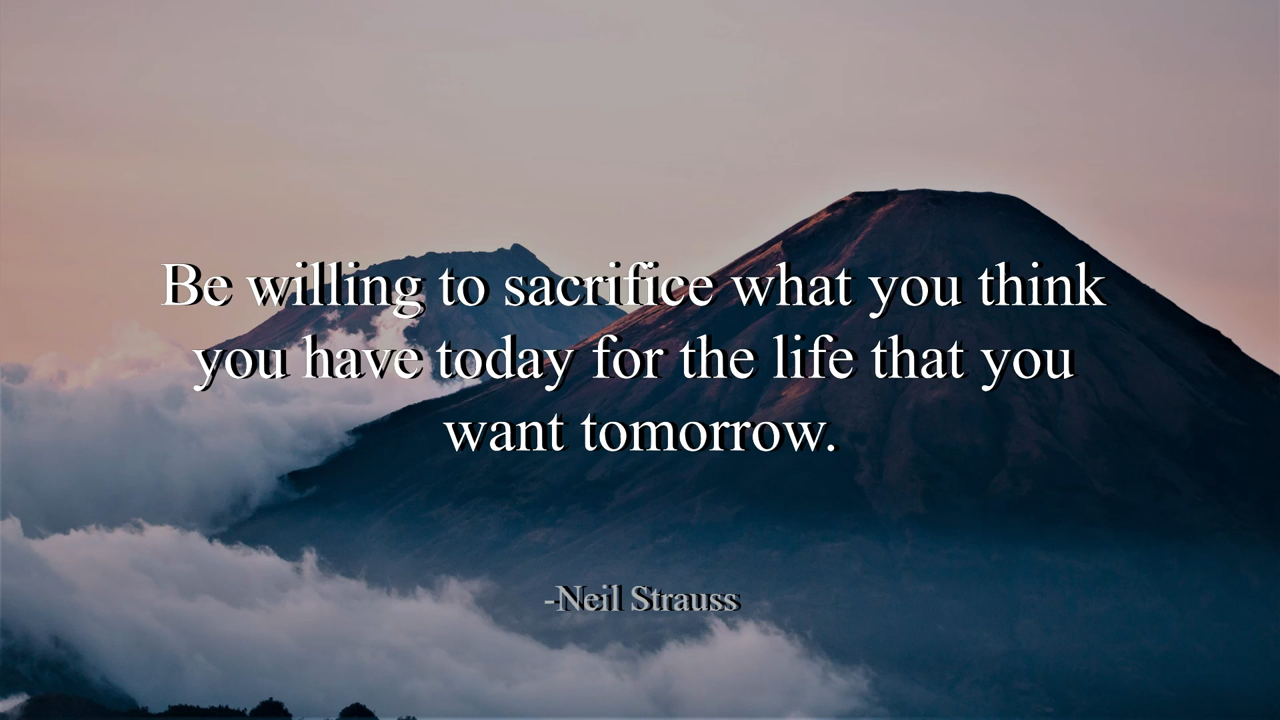 Be willing to sacrifice what you think
you have today for the life that you
want tomorrow.
-Neil Strauss